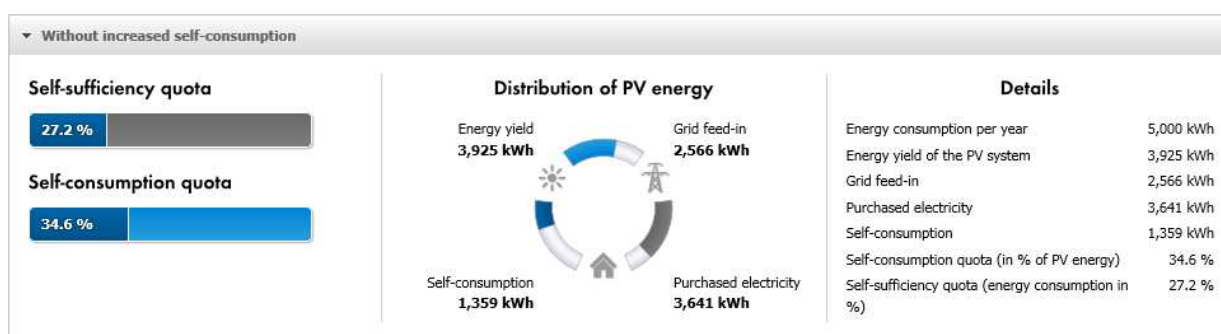 Without increased self-consumption
Self-sufficiency quota
27.2 %
Self-consumption quota
34.6 %
Distribution of PV energy
Energy yield
3,925 kWh
Grid feed-in
2,566 kWh
Self-consumption
1,359 kWh
Purchased electricity
3,641 kWh
Details
Energy consumption per year 5,000 kWh
Energy yield of the PV system 3,925 kWh
Grid feed-in 2,566 kWh
Purchased electricity 3,641 kWh
Self-consumption 1,359 kWh
Self-consumption quota (in % of PV energy) 34.6 %
Self-sufficiency quota (energy consumption in 27.2 %
%)